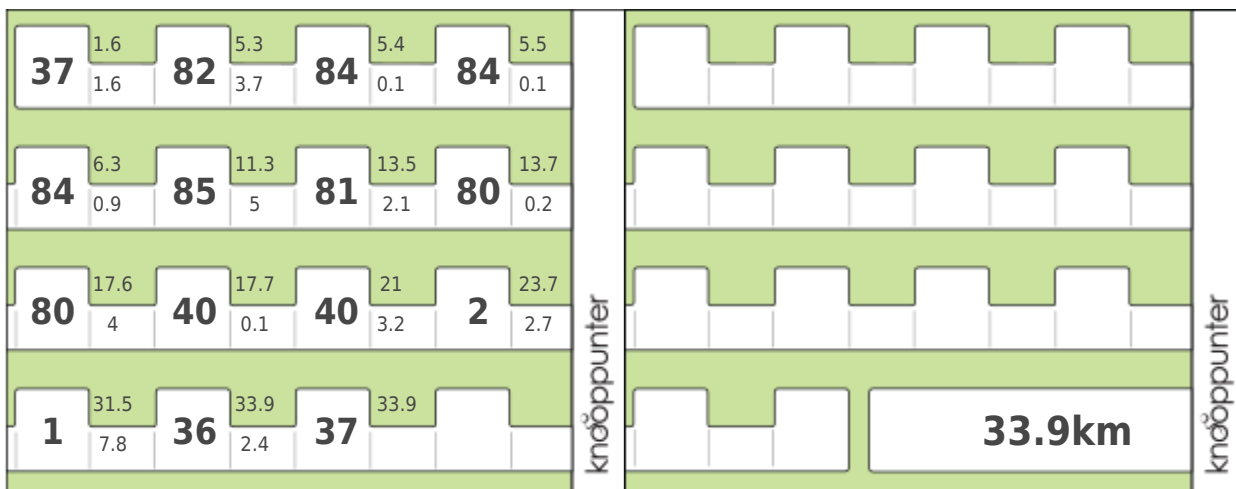 1.6 5.3 5.4 5.5
37 82 84 84
1.6 3.7 0.1 0.1
6.3 11.3 13.5 13.7
84 85 81 80
0.9 5 2.1 0.2
17.6 17.7 21 23.7
80 40 40 2
4 0.1 3.2 2.7
31.5 33.9 33.9
1 36 37
7.8 2.4
knooppunter
33.9km
knooppunter